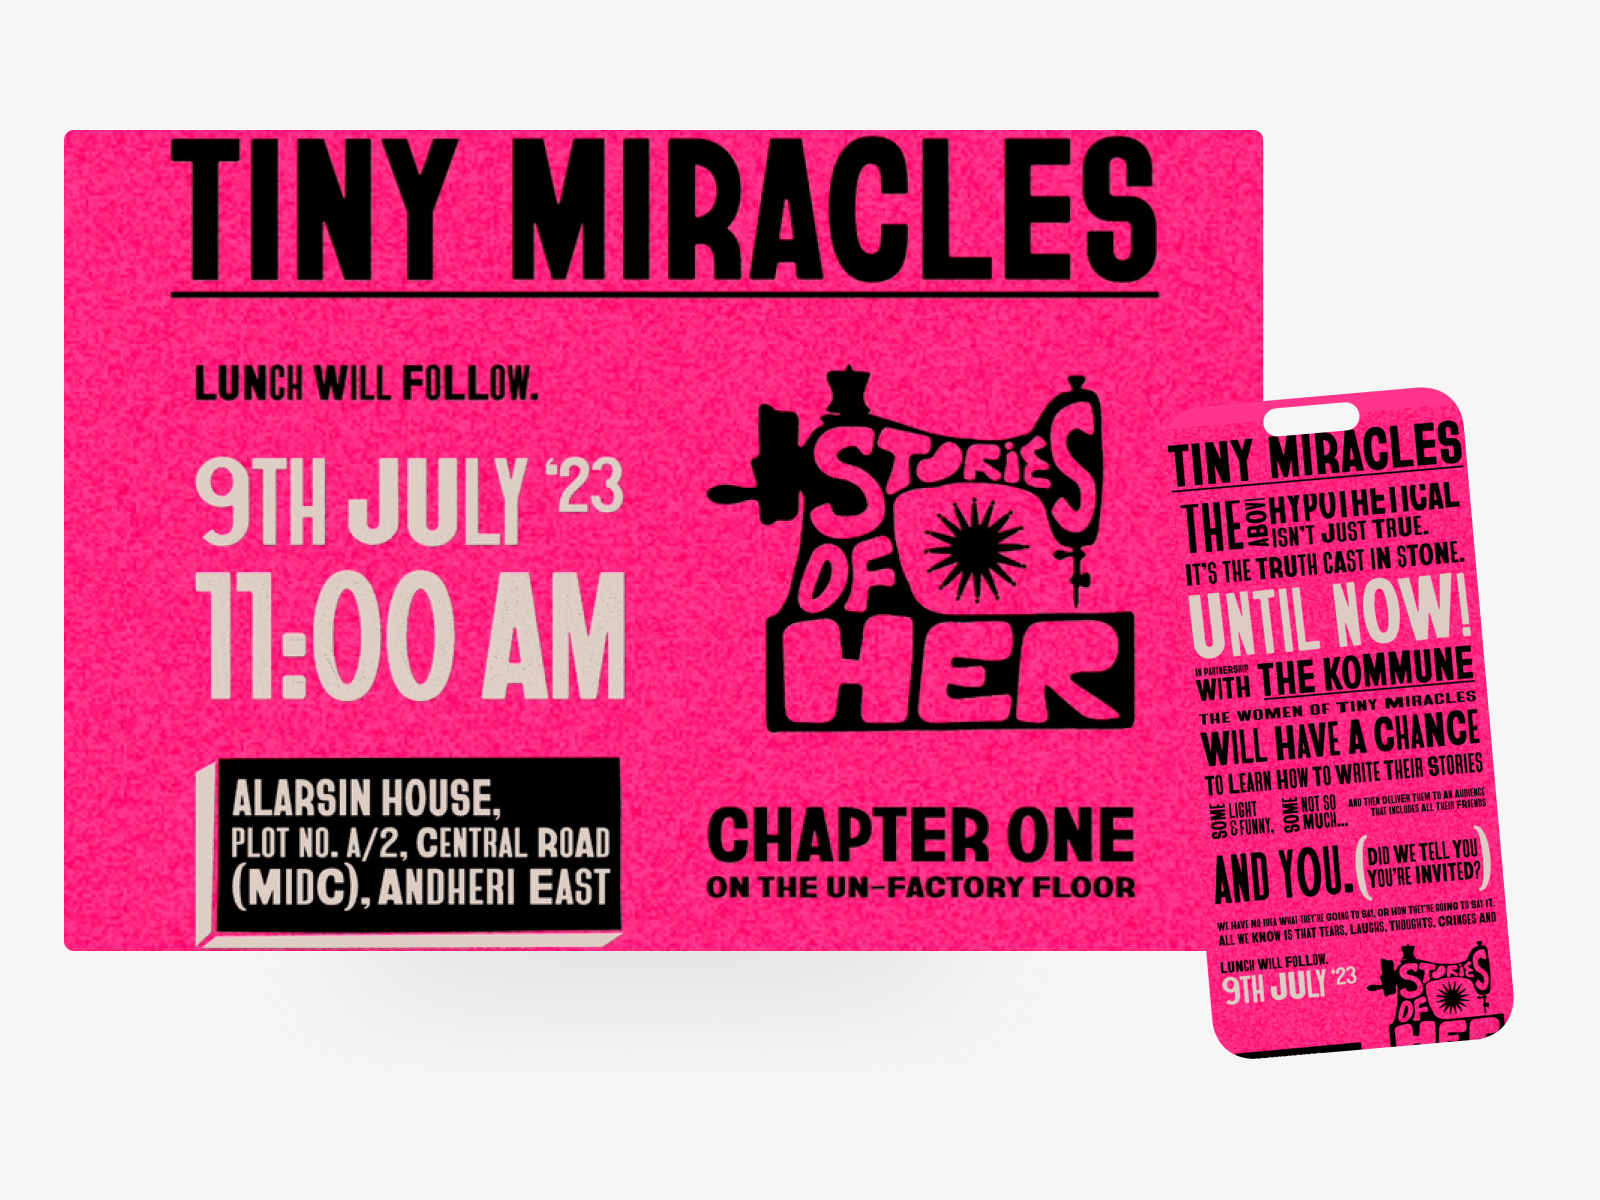 TINY MIRACLES
LUNCH WILL FOLLOW.
9TH JULY ‘23
11:00 AM
ALARSIN HOUSE,
PLOT NO. A/2, CENTRAL ROAD
(MIDC), ANDHERI EAST
STORIES
OF
HER
CHAPTER ONE
ON THE UN-FACTORY FLOOR
TINY MIRACLES
THE ABOVE HYPOTHETICAL
ISN'T JUST TRUE.
IT'S THE TRUTH CAST IN STONE.
UNTIL NOW!
IN PARTNERSHIP
WITH THE KOMMUNE
THE WOMEN OF TINY MIRACLES
WILL HAVE A CHANCE
TO LEARN HOW TO WRITE THEIR STORIES
SOME LIGHT
& FUNNY,
SOME NOT SO
MUCH...
AND THEN DELIVER THEM TO AN AUDIENCE
THAT INCLUDES ALL THEIR FRIENDS
AND YOU.
(DID WE TELL YOU
YOU'RE INVITED?)
WE HAVE NO IDEA WHAT THEY'RE GOING TO SAY, OR HOW THEY'RE GOING TO SAY IT.
ALL WE KNOW IS THAT TEARS, LAUGHS, THOUGHTS, CRINGES AND
LUNCH WILL FOLLOW.
9TH JULY ‘23
STORIES
OF
HER